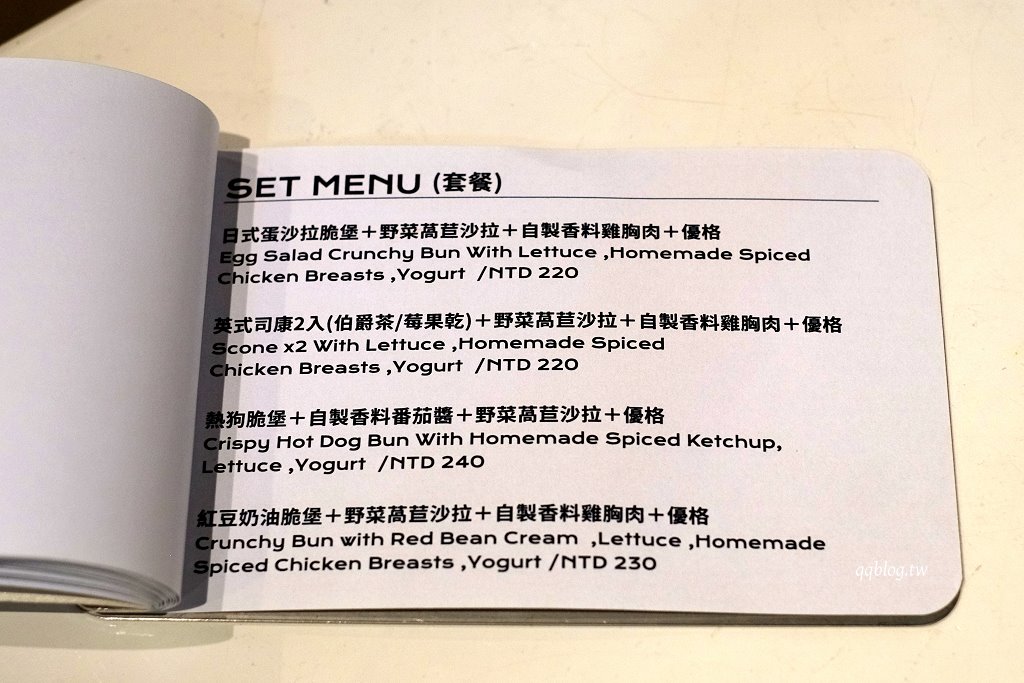 SET MENU (套餐)
日式蛋沙拉脆堡＋野菜萵苣沙拉＋自製香料雞胸肉＋優格
Egg Salad Crunchy Bun With Lettuce ,Homemade Spiced
Chicken Breasts ,Yogurt /NTD 220
英式司康2入(伯爵茶/莓果乾)＋野菜萵苣沙拉＋自製香料雞胸肉＋優格
Scone x2 With Lettuce ,Homemade Spiced
Chicken Breasts ,Yogurt /NTD 220
熱狗脆堡＋自製香料番茄醬＋野菜萵苣沙拉＋優格
Crispy Hot Dog Bun With Homemade Spiced Ketchup,
Lettuce ,Yogurt /NTD 240
紅豆奶油脆堡＋野菜萵苣沙拉＋自製香料雞胸肉＋優格
Crunchy Bun with Red Bean Cream ,Lettuce ,Homemade
Spiced Chicken Breasts ,Yogurt /NTD 230
qqblog.tw